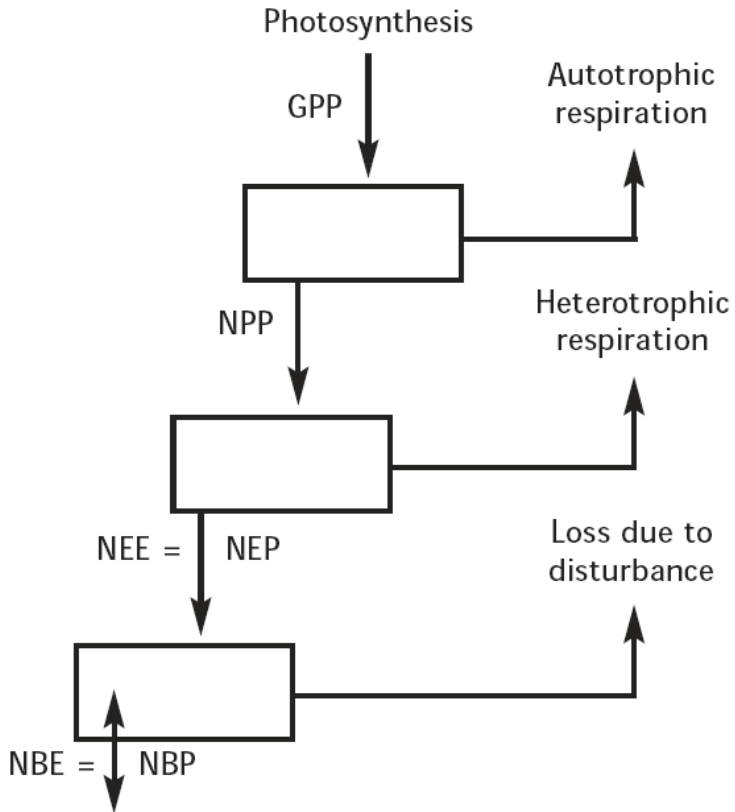 Photosynthesis
GPP
Autotrophic
respiration
NPP
Heterotrophic
respiration
NEE = NEP
Loss due to
disturbance
NBE = NBP